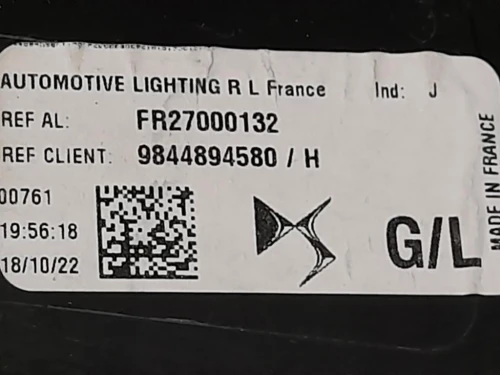 AUTOMOTIVE LIGHTING R L France Ind: J
REF AL: FR27000132
REF CLIENT: 9844894580 / H
00761
19:56:18
18/10/22
G/L
MADE IN FRANCE